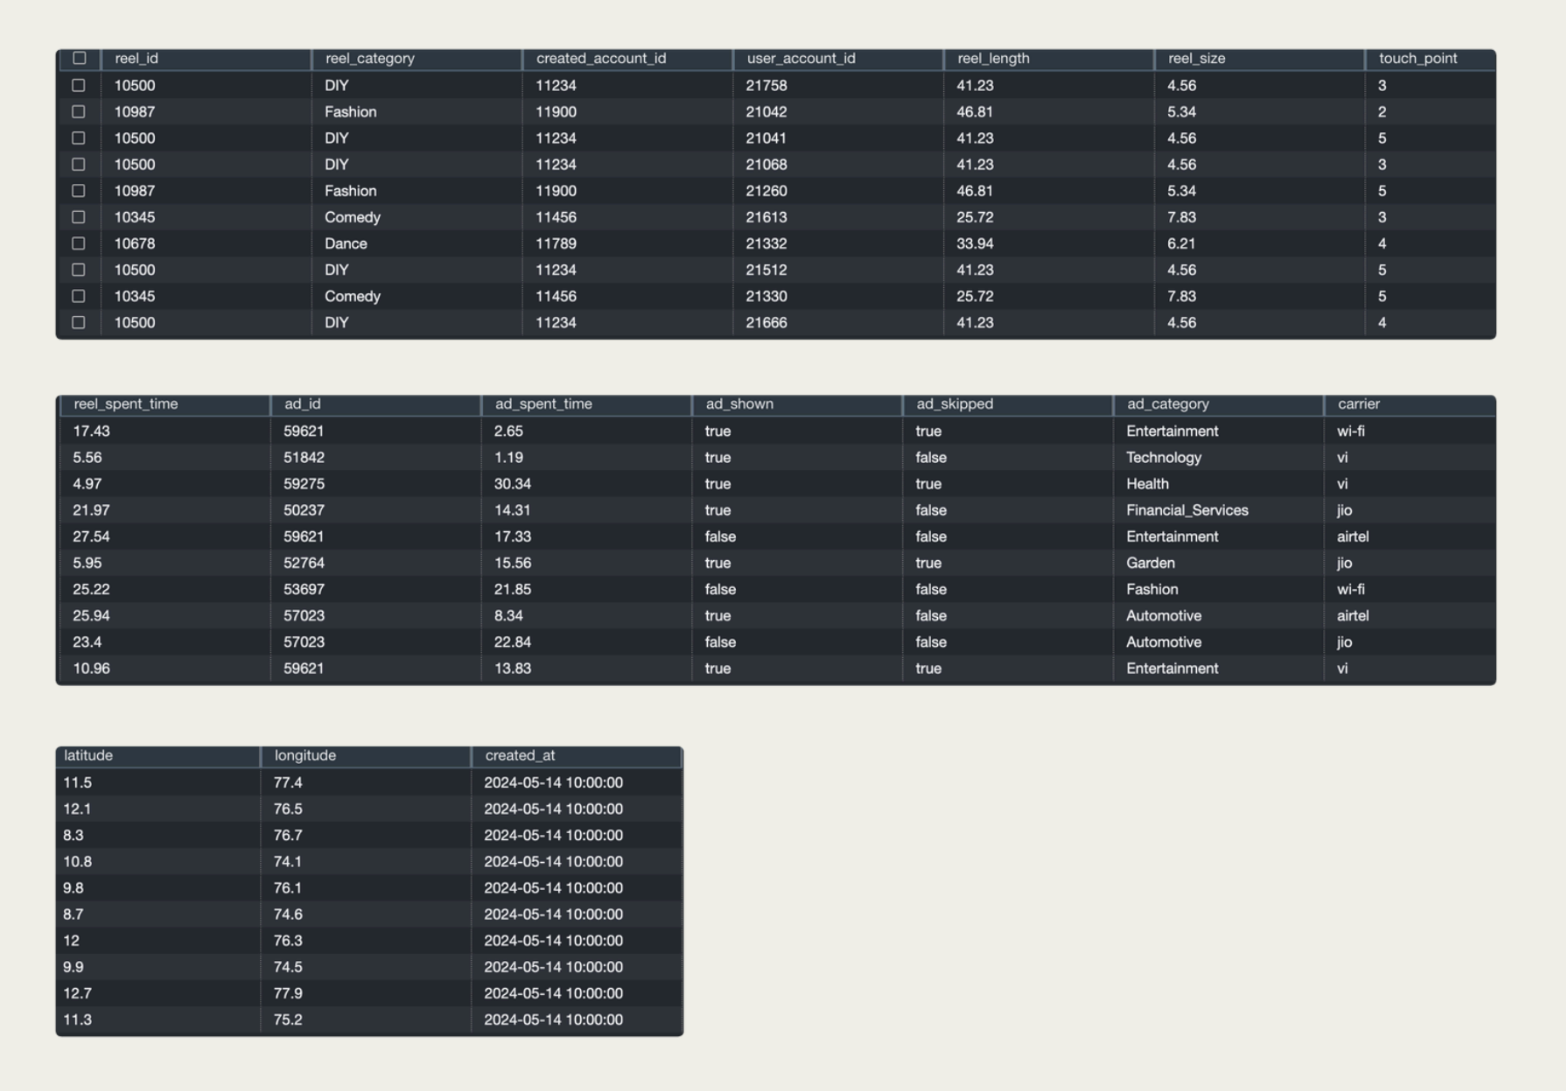 reel_id reel_category created_account_id user_account_id reel_length reel_size touch_point
10500 DIY 11234 21758 41.23 4.56 3
10987 Fashion 11900 21042 46.81 5.34 2
10500 DIY 11234 21041 41.23 4.56 5
10500 DIY 11234 21068 41.23 4.56 3
10987 Fashion 11900 21260 46.81 5.34 5
10345 Comedy 11456 21613 25.72 7.83 3
10678 Dance 11789 21332 33.94 6.21 4
10500 DIY 11234 21512 41.23 4.56 5
10345 Comedy 11456 21330 25.72 7.83 5
10500 DIY 11234 21666 41.23 4.56 4
reel_spent_time ad_id ad_spent_time ad_shown ad_skipped ad_category carrier
17.43 59621 2.65 true true Entertainment wi-fi
5.56 51842 1.19 true false Technology vi
4.97 59275 30.34 true true Health vi
21.97 50237 14.31 true false Financial_Services jio
27.54 59621 17.33 false false Entertainment airtel
5.95 52764 15.56 true true Garden jio
25.22 53697 21.85 false false Fashion wi-fi
25.94 57023 8.34 true false Automotive airtel
23.4 57023 22.84 false false Automotive jio
10.96 59621 13.83 true true Entertainment vi
latitude longitude created_at
11.5 77.4 2024-05-14 10:00:00
12.1 76.5 2024-05-14 10:00:00
8.3 76.7 2024-05-14 10:00:00
10.8 74.1 2024-05-14 10:00:00
9.8 76.1 2024-05-14 10:00:00
8.7 74.6 2024-05-14 10:00:00
12 76.3 2024-05-14 10:00:00
9.9 74.5 2024-05-14 10:00:00
12.7 77.9 2024-05-14 10:00:00
11.3 75.2 2024-05-14 10:00:00